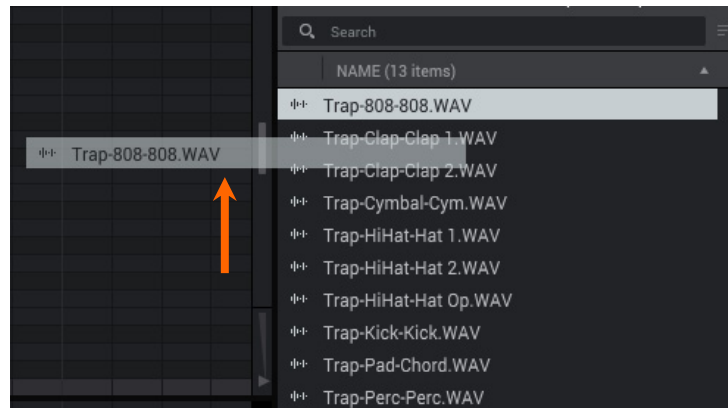 Search
NAME (13 items)
Trap-808-808.WAV
Trap-Clap-Clap 1.WAV
Trap-808-808.WAV
Trap-Clap-Clap 2.WAV
Trap-Cymbal-Cym.WAV
Trap-HiHat-Hat 1.WAV
Trap-HiHat-Hat 2.WAV
Trap-HiHat-Hat Op.WAV
Trap-Kick-Kick.WAV
Trap-Pad-Chord.WAV
Trap-Perc-Perc.WAV